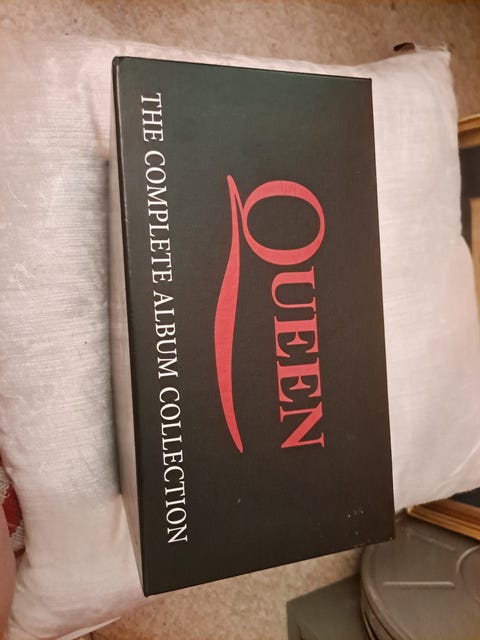 QUEEN
THE COMPLETE ALBUM COLLECTION